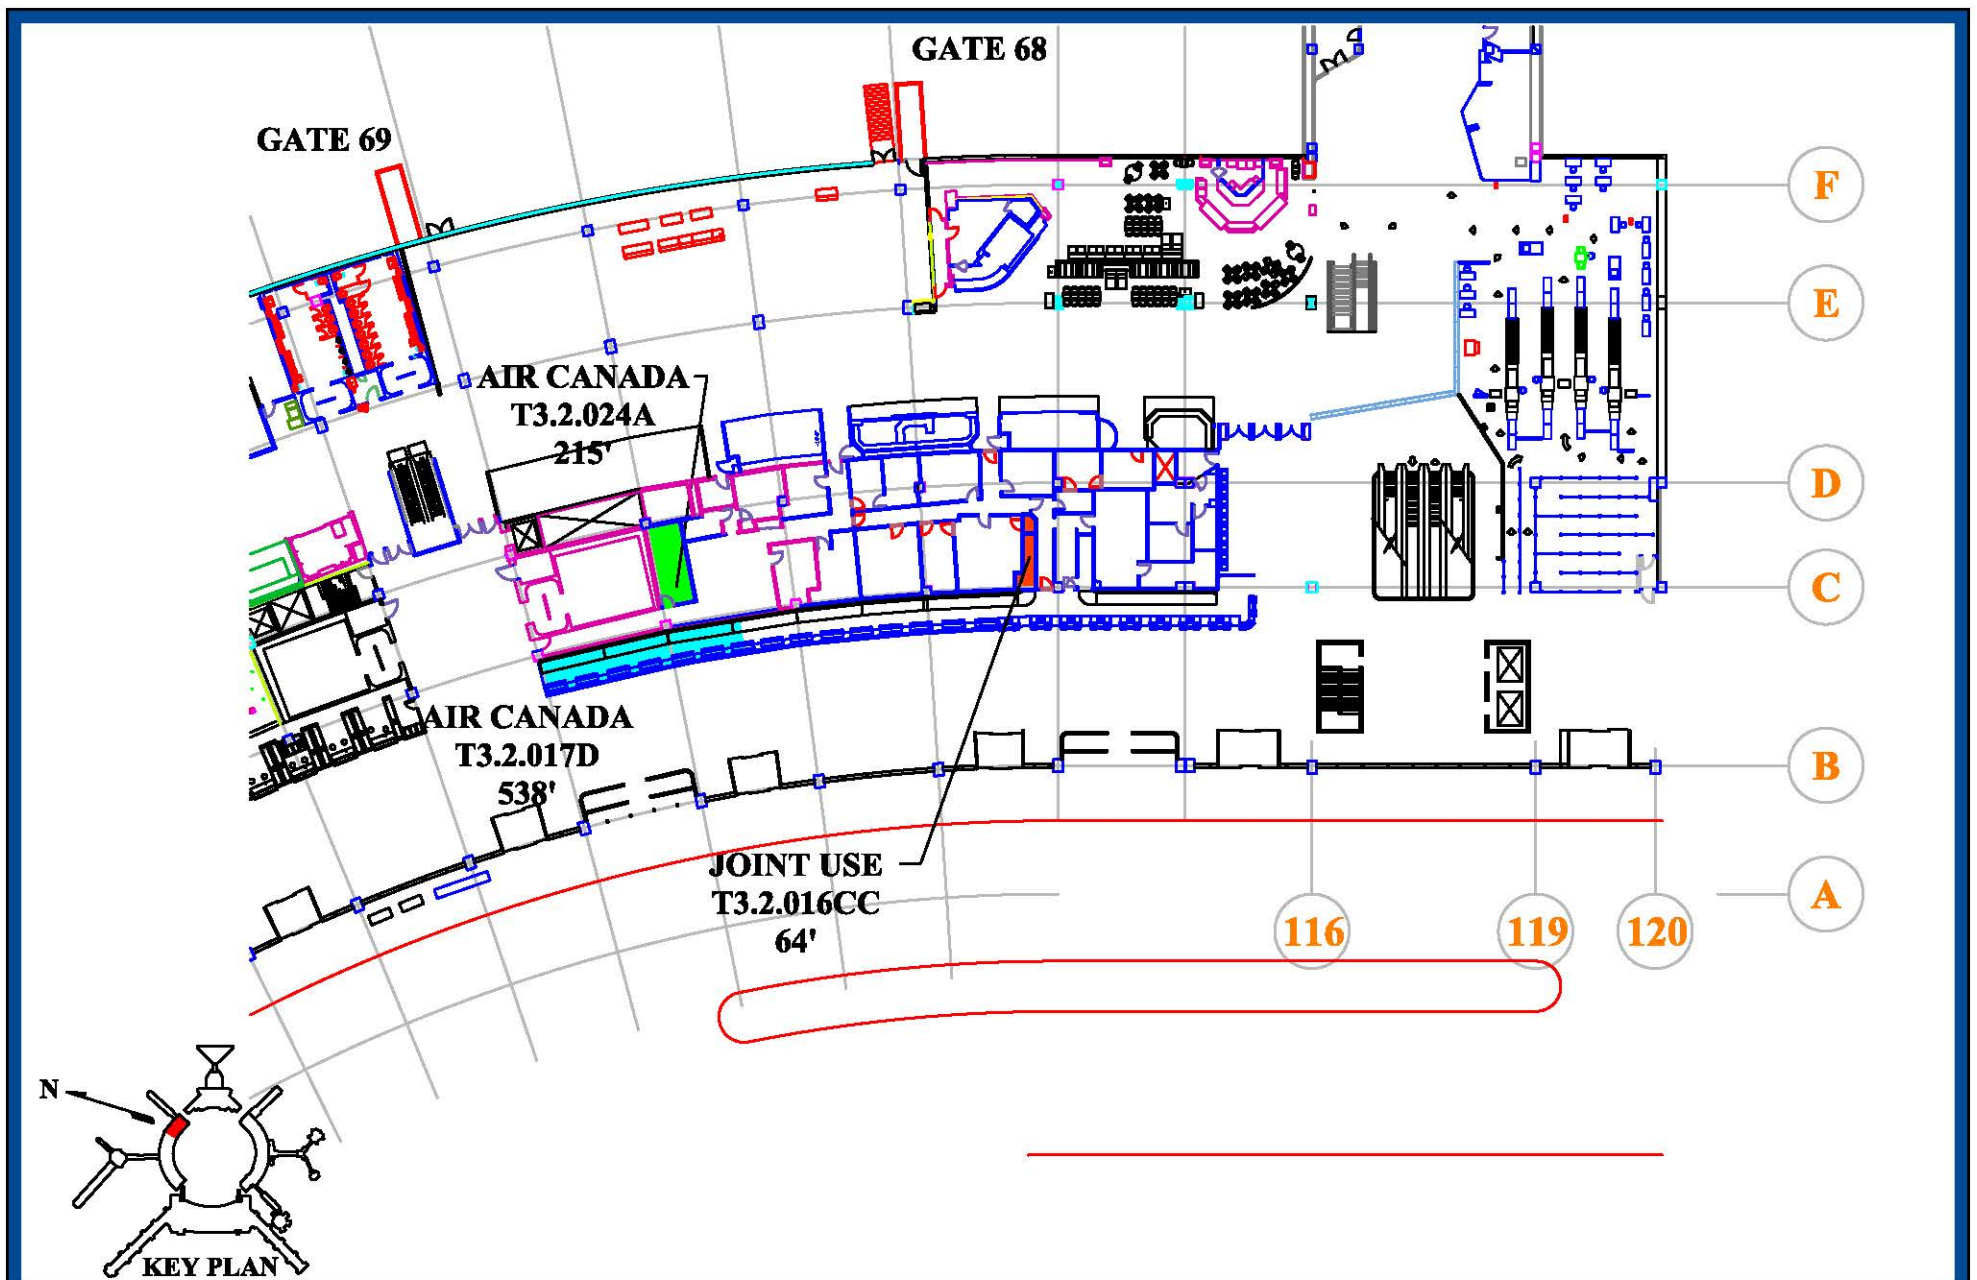 GATE 68
GATE 69
F
E
AIR CANADA
T3.2.024A
215'
D
C
AIR CANADA
T3.2.017D
538'
B
JOINT USE
T3.2.016CC
64'
A
116
119
120
N
KEY PLAN